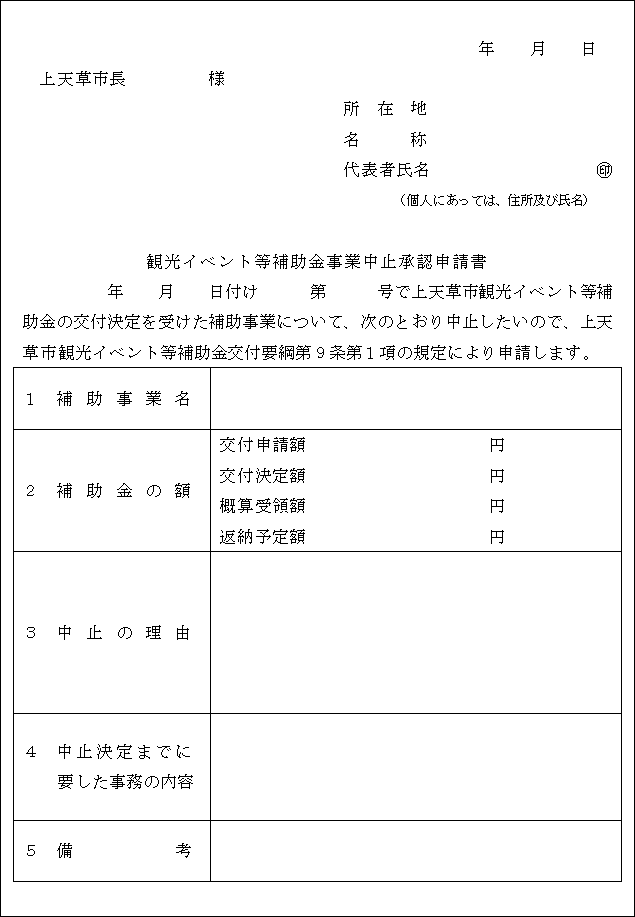 年　　月　　日
上天草市長　　　　　様
所　在　地
名　　　称
代表者氏名　　　　　　　　　　㊞
（個人にあっては、住所及び氏名）
観光イベント等補助金事業中止承認申請書
年　　月　　日付け　　　第　　　号で上天草市観光イベント等補
助金の交付決定を受けた補助事業について、次のとおり中止したいので、上天
草市観光イベント等補助金交付要綱第９条第１項の規定により申請します。
１　補助事業名
２　補助金の額
交付申請額　　　　　　　　　　　円
交付決定額　　　　　　　　　　　円
概算受領額　　　　　　　　　　　円
返納予定額　　　　　　　　　　　円
３　中止の理由
４　中止決定までに
要した事務の内容
５　備　　　　　考